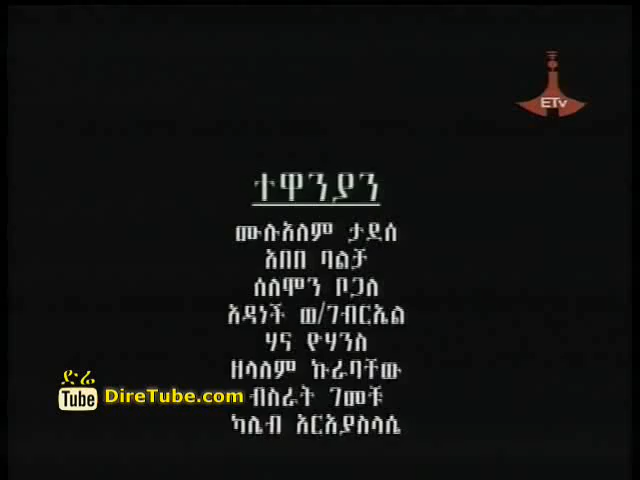 ETv
ተዋንያን
ሙሉአለም ታደሰ
አበበ ባልቻ
ሰለሞን ቦጋለ
አዳነች ወ/ገብርኤል
ሃና ዮሃንስ
ዘላለም ኩራባቸው
ብስራት ገመቹ
ካሌብ አርአያስላሴ
ድሬ
Tube DireTube.com